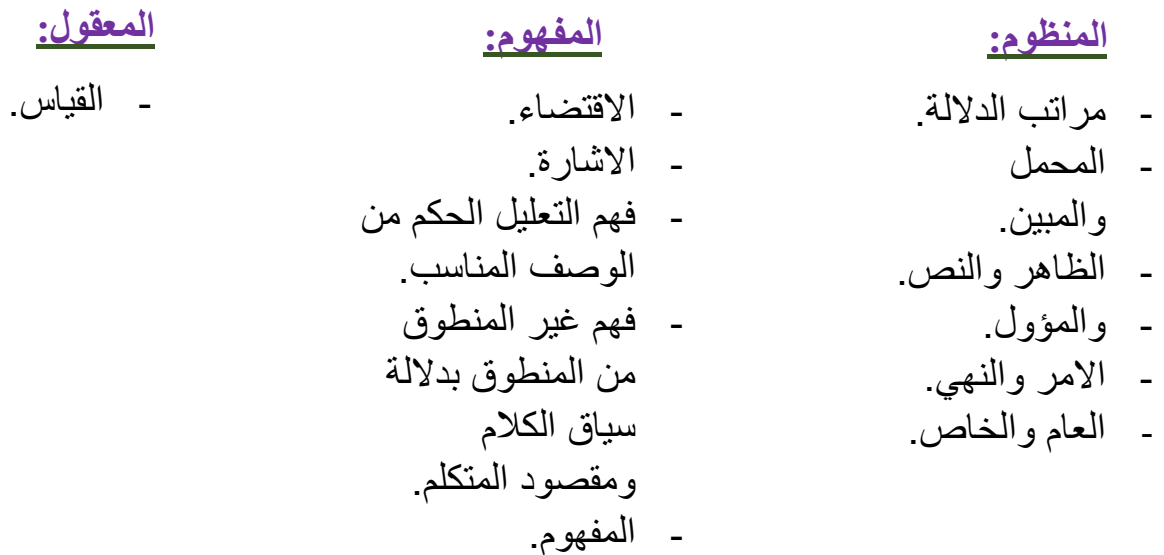 المنظوم:
- مراتب الدلالة.
- المحمل
والمبين.
- الظاهر والنص.
- والمؤول.
- الامر والنهي.
- العام والخاص.
المفهوم:
- الاقتضاء.
- الاشارة.
- فهم التعليل الحكم من
الوصف المناسب.
- فهم غير المنطوق
من المنطوق بدلالة
سياق الكلام
ومقصود المتكلم.
- المفهوم.
المعقول:
- القياس.